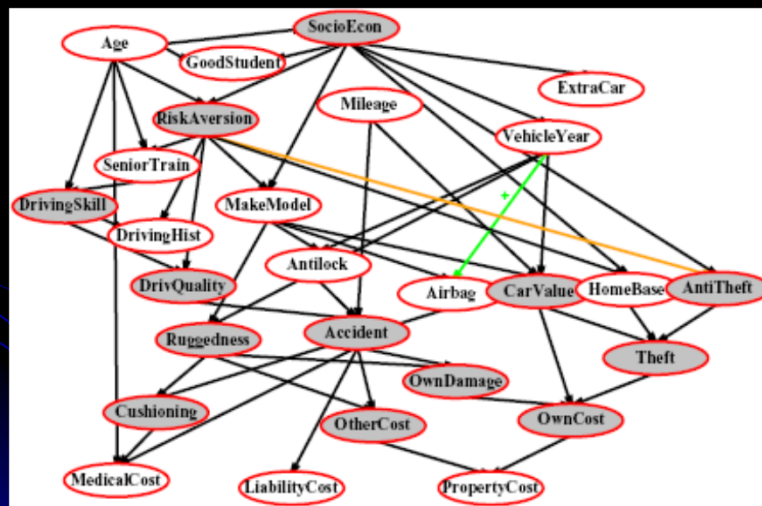 SocioEcon
Age
GoodStudent
ExtraCar
Mileage
RiskAversion
VehicleYear
SeniorTrain
+
DrivingSkill
MakeModel
DrivingHist
Antilock
DrivQuality
Airbag
CarValue
HomeBase
AntiTheft
Ruggedness
Accident
Theft
OwnDamage
Cushioning
OtherCost
OwnCost
MedicalCost
LiabilityCost
PropertyCost